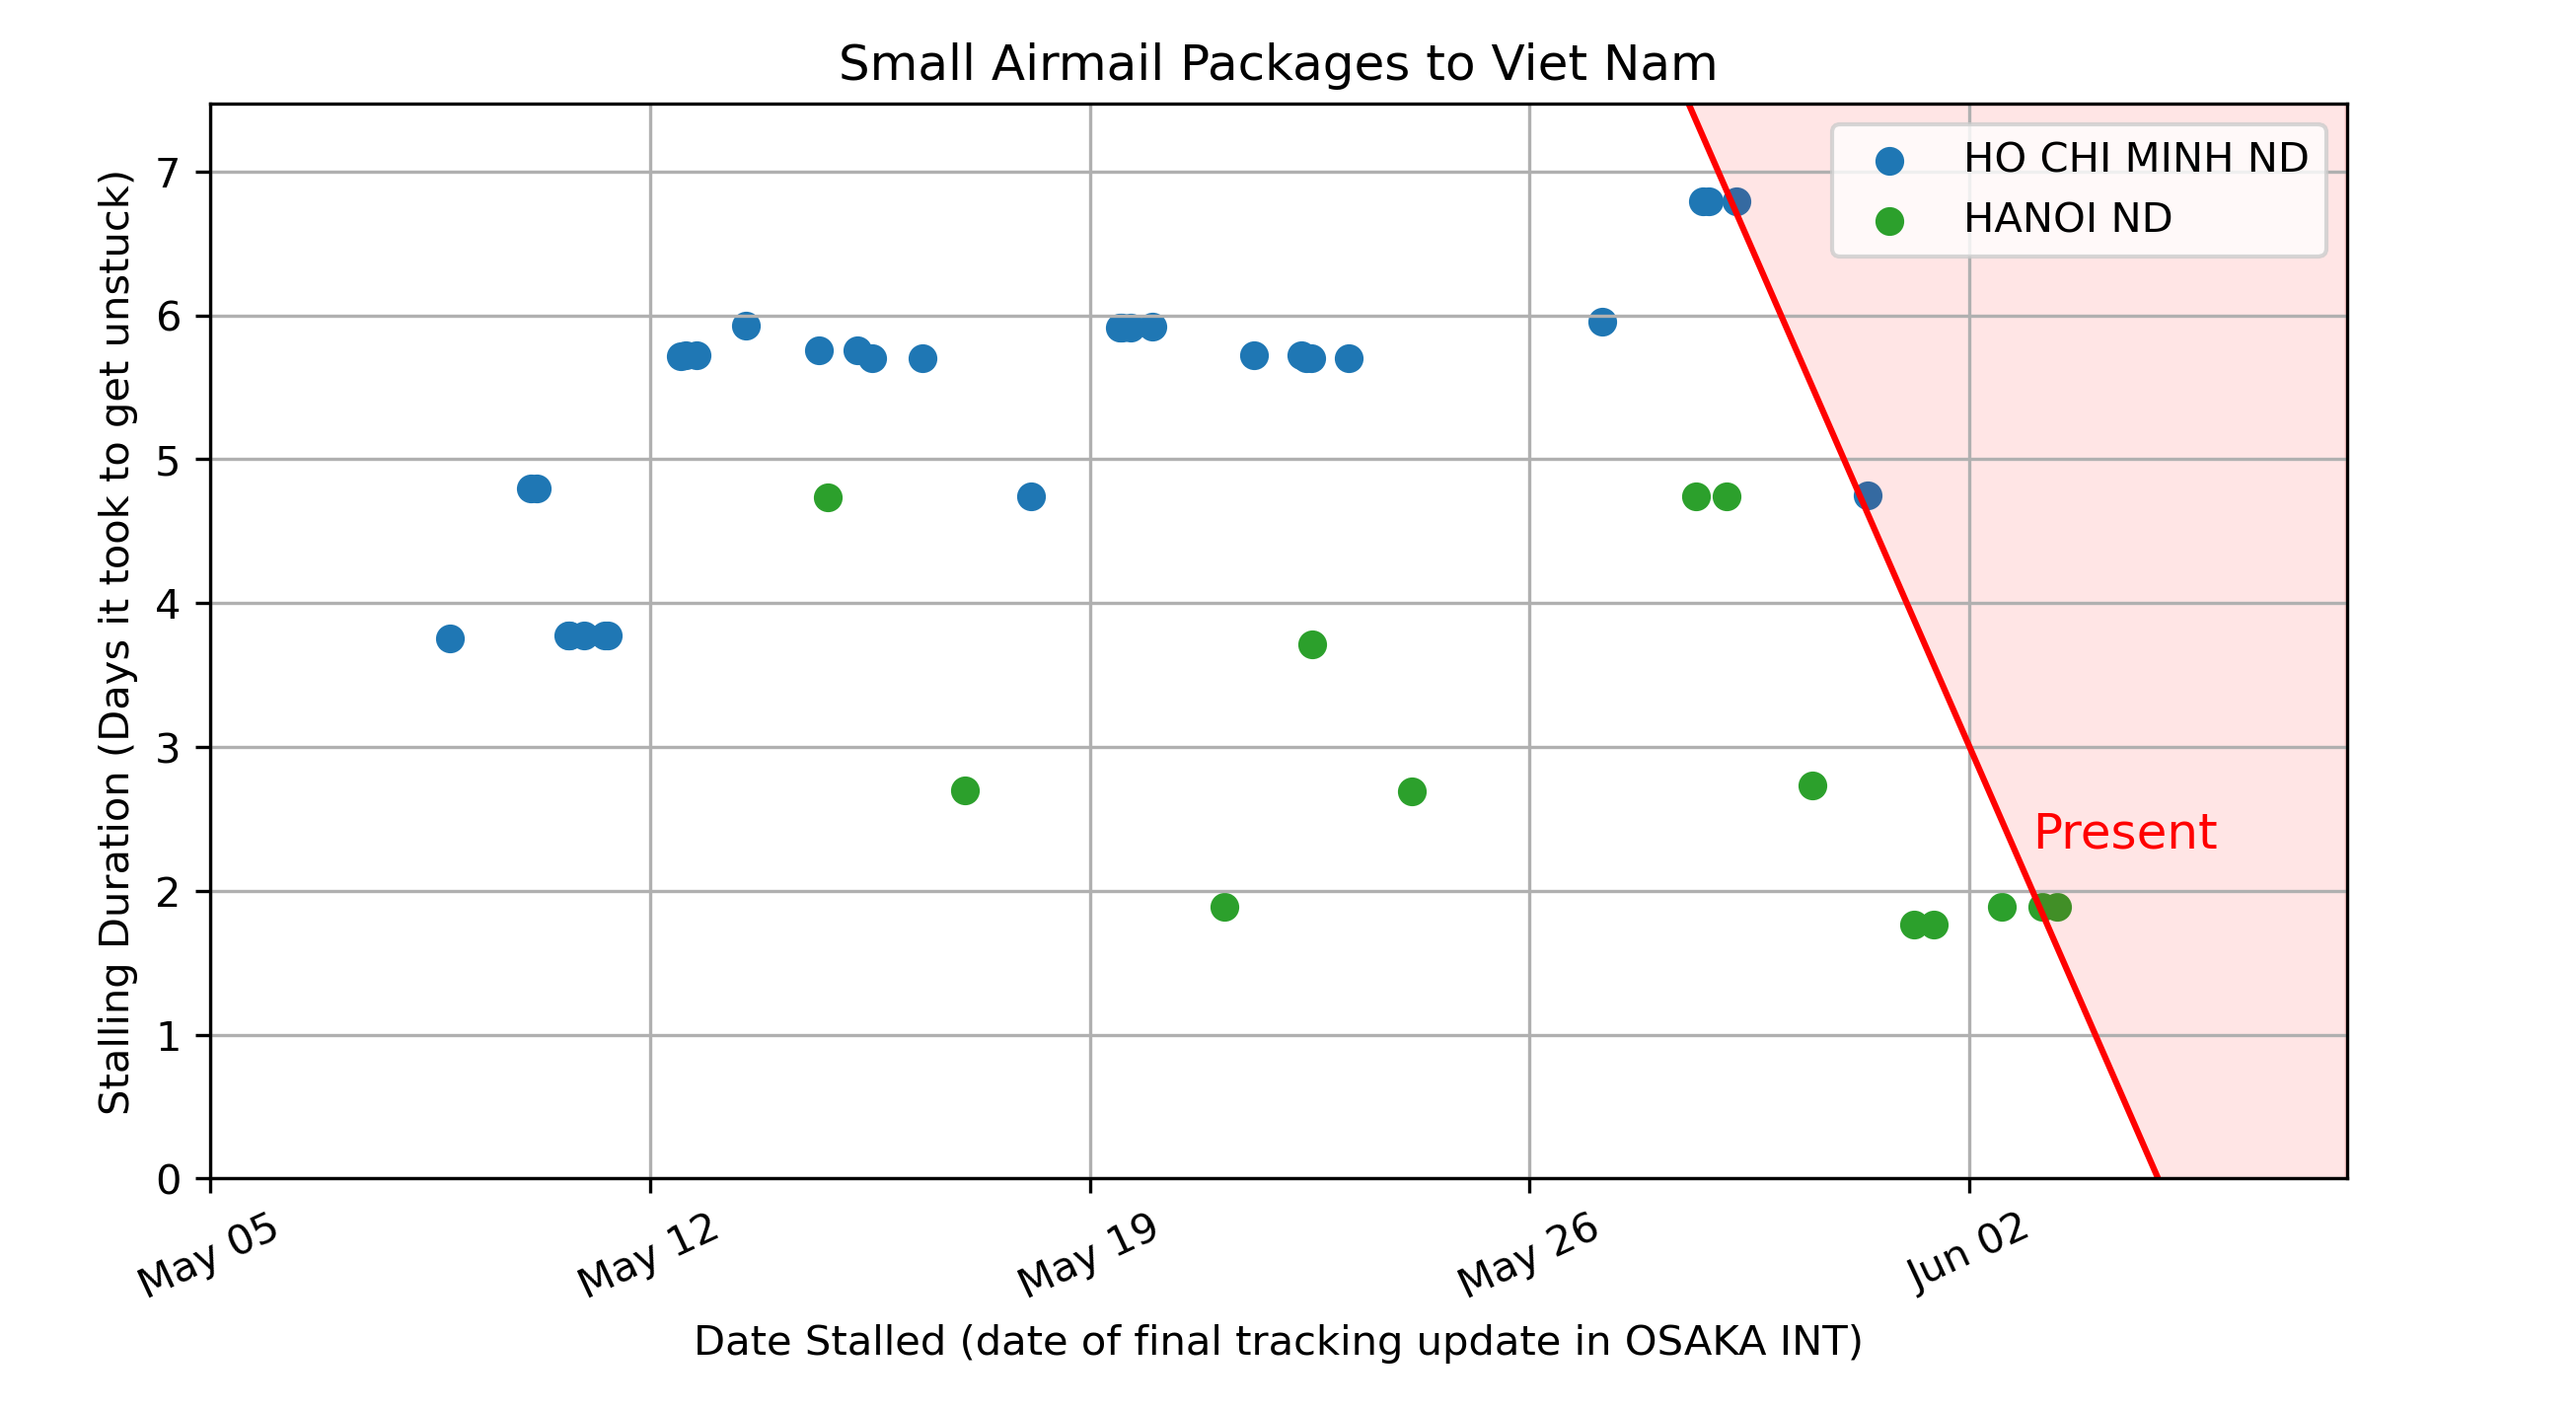 Small Airmail Packages to Viet Nam
Stalling Duration (Days it took to get unstuck)
7
6
5
4
3
2
1
0
HO CHI MINH ND
HANOI ND
Present
May 05
May 12
May 19
May 26
Jun 02
Date Stalled (date of final tracking update in OSAKA INT)